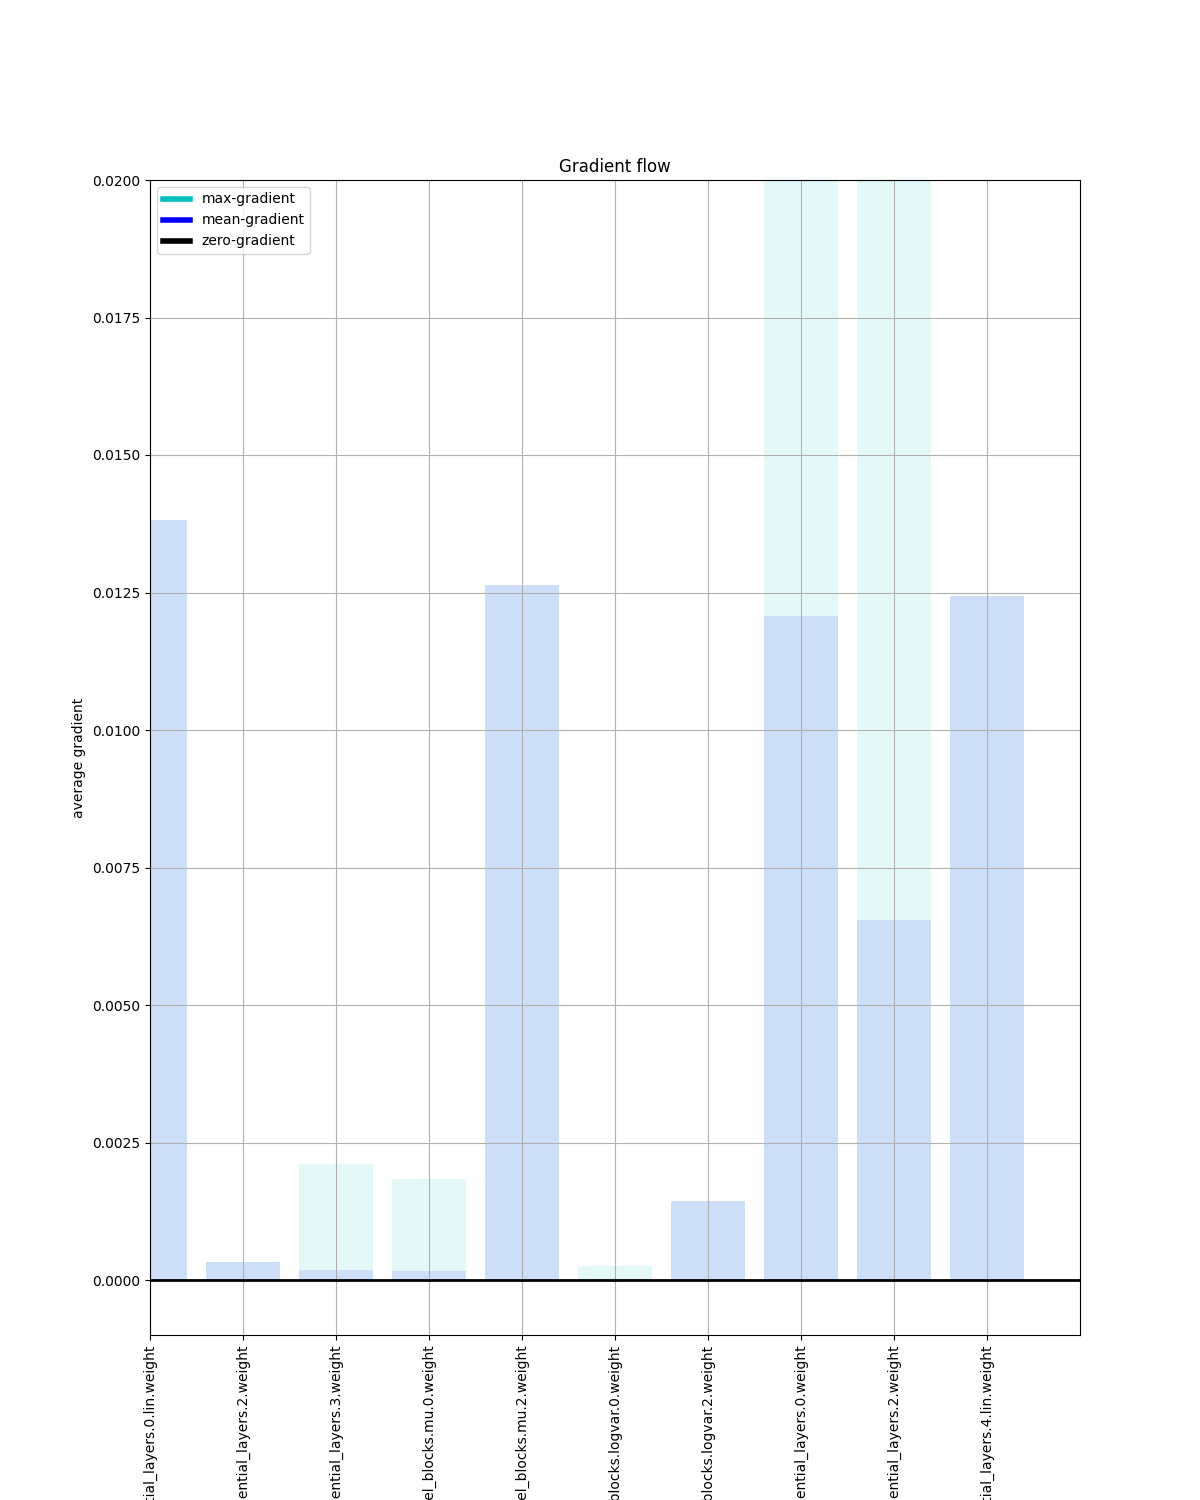 Gradient flow
max-gradient
mean-gradient
zero-gradient
0.0200
0.0175
0.0150
0.0125
0.0100
0.0075
0.0050
0.0025
0.0000
average gradient
tial_layers.0.lin.weight
ential_layers.2.weight
ential_layers.3.weight
el_blocks.mu.0.weight
el_blocks.mu.2.weight
blocks.logvar.0.weight
blocks.logvar.2.weight
ential_layers.0.weight
ential_layers.2.weight
tial_layers.4.lin.weight